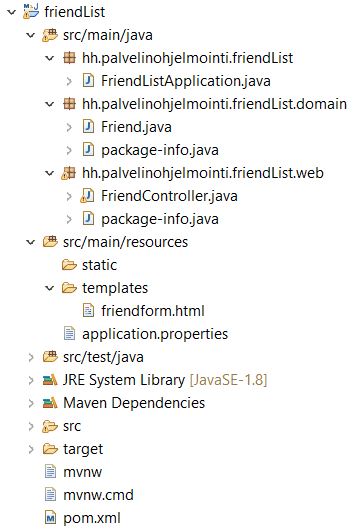 friendList
src/main/java
hh.palvelinohjelmointi.friendList
FriendListApplication.java
hh.palvelinohjelmointi.friendList.domain
Friend.java
package-info.java
hh.palvelinohjelmointi.friendList.web
FriendController.java
package-info.java
src/main/resources
static
templates
friendform.html
application.properties
src/test/java
JRE System Library [JavaSE-1.8]
Maven Dependencies
src
target
mvnw
mvnw.cmd
pom.xml